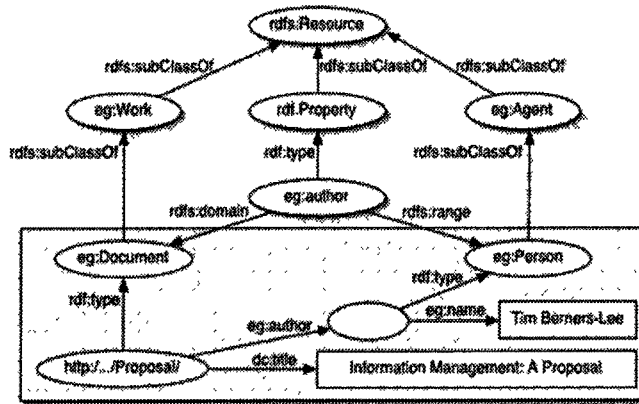 rdfs:Resource
rdfs:subClassOf
rdfs:subClassOf
rdfs:subClassOf
eg:Work
rdf:Property
eg:Agent
rdfs:subClassOf
rdf:type
rdfs:subClassOf
eg:author
rdfs:domain
rdfs:range
eg:Document
eg:Person
rdf:type
rdf:type
eg:author
eg:name
Tim Berners-Lee
http:/.../Proposal/
dc:title
Information Management: A Proposal